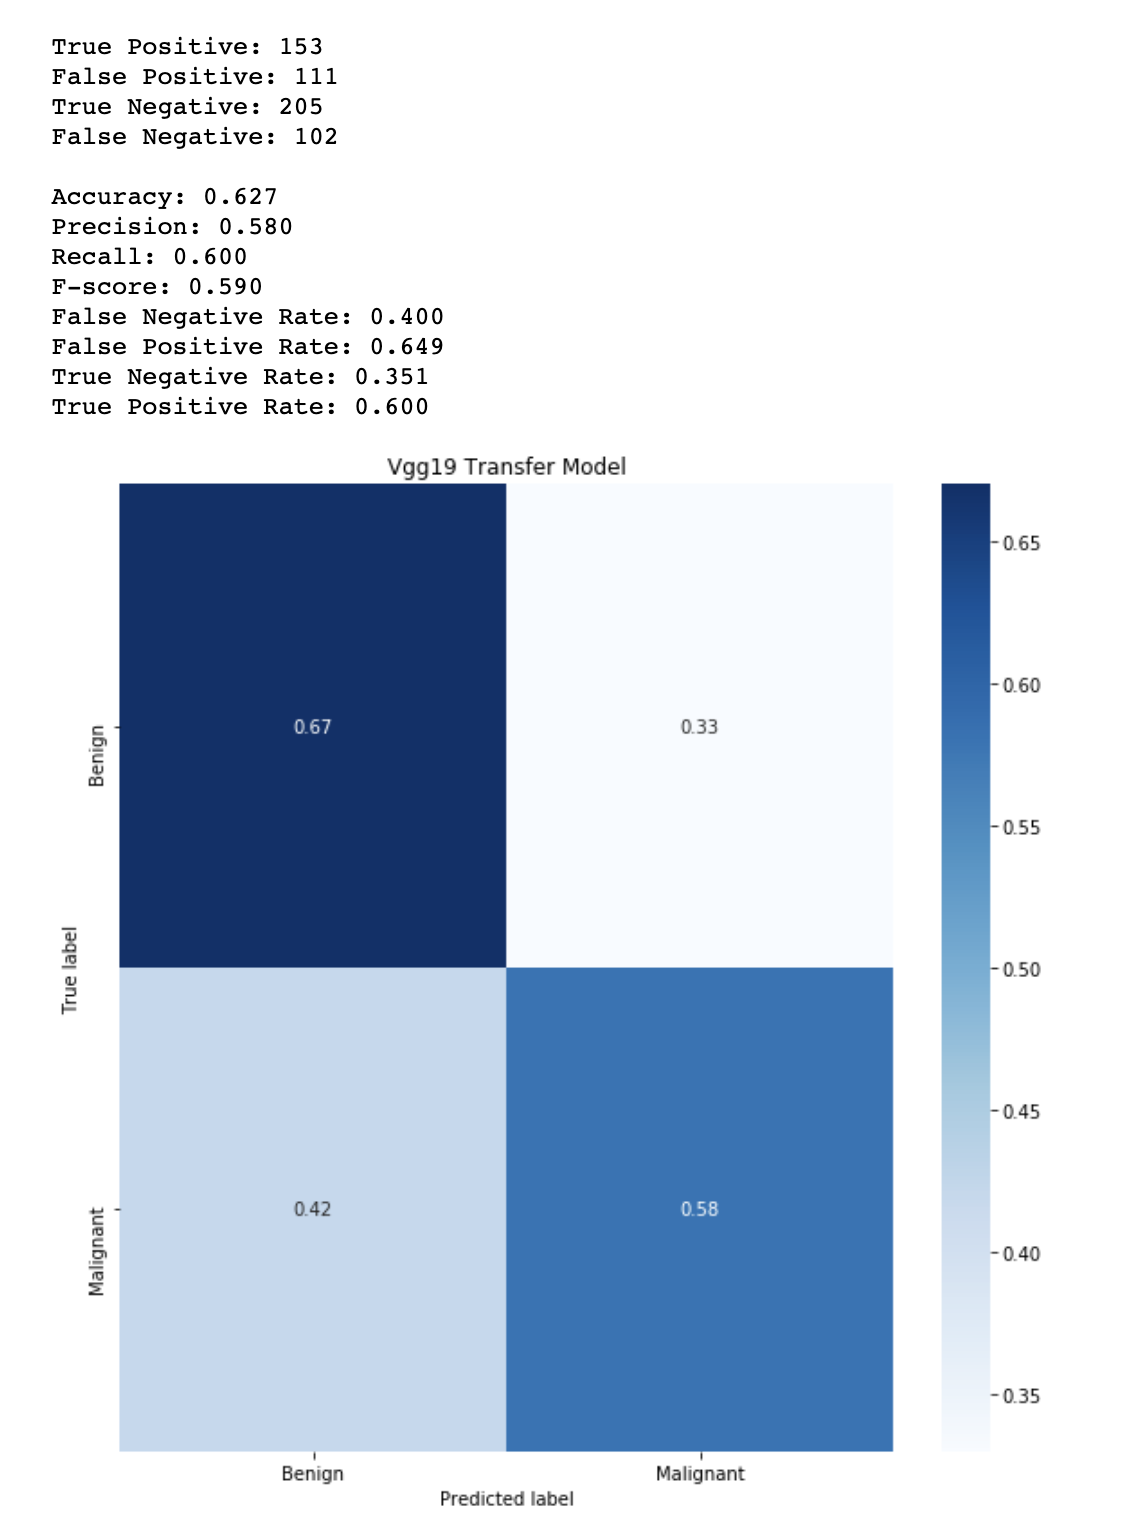 True Positive: 153
False Positive: 111
True Negative: 205
False Negative: 102
Accuracy: 0.627
Precision: 0.580
Recall: 0.600
F-score: 0.590
False Negative Rate: 0.400
False Positive Rate: 0.649
True Negative Rate: 0.351
True Positive Rate: 0.600
Vgg19 Transfer Model
0.65
0.60
Benign
0.67
0.33
0.55
True label
0.50
0.45
Malignant
0.42
0.58
0.40
0.35
Benign
Malignant
Predicted label